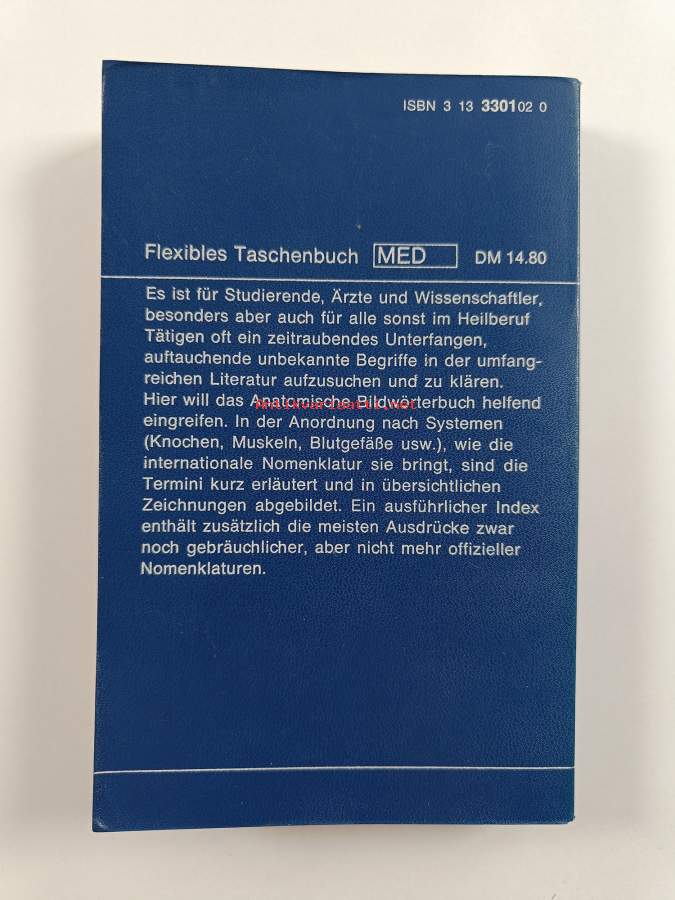 ISBN 3 13 330102 0
Flexibles Taschenbuch MED DM 14.80
Es ist für Studierende, Ärzte und Wissenschaftler,
besonders aber auch für alle sonst im Heilberuf
Tätigen oft ein zeitraubendes Unterfangen,
auftauchende unbekannte Begriffe in der umfang-
reichen Literatur aufzusuchen und zu klären.
Hier will das Anatomische Bildwörterbuch helfend
Antikvariaatti.net
eingreifen. In der Anordnung nach Systemen
(Knochen, Muskeln, Blutgefäße usw.), wie die
internationale Nomenklatur sie bringt, sind die
Termini kurz erläutert und in übersichtlichen
Zeichnungen abgebildet. Ein ausführlicher Index
enthält zusätzlich die meisten Ausdrücke zwar
noch gebräuchlicher, aber nicht mehr offizieller
Nomenklaturen.